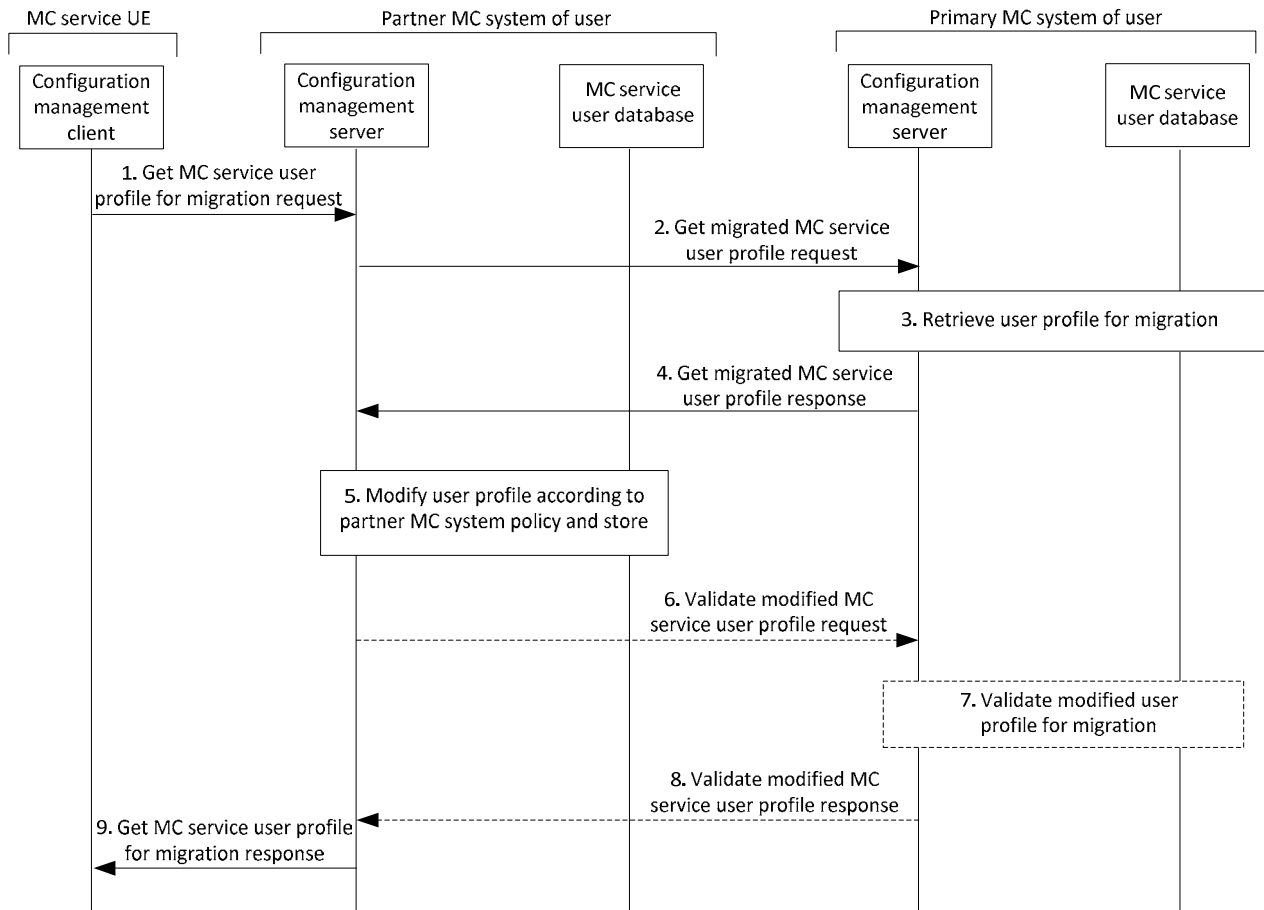 MC service UE
Partner MC system of user
Primary MC system of user
Configuration
management
client
Configuration
management
server
MC service
user database
Configuration
management
server
MC service
user database
1. Get MC service user
profile for migration request
2. Get migrated MC service
user profile request
3. Retrieve user profile for migration
4. Get migrated MC service
user profile response
5. Modify user profile according to
partner MC system policy and store
6. Validate modified MC
service user profile request
7. Validate modified user
profile for migration
8. Validate modified MC
service user profile response
9. Get MC service user profile
for migration response